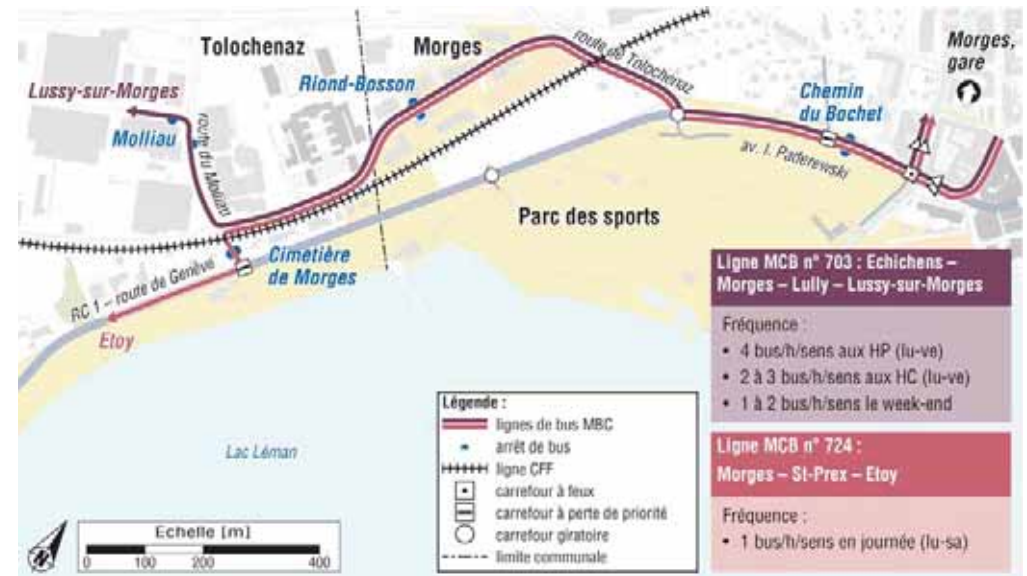 Tolochenaz
Morges
route de Tolochenaz
Morges,
gare
Lussy-sur-Morges
Riond-Bosson
Chemin
du Bochet
Molliau
route du Molliau
av. I. Paderewski
Parc des sports
Cimetière
de Morges
RC 1 – route de Genève
Etoy
Lac Léman
Ligne MCB n° 703 : Echichens –
Morges – Lully – Lussy-sur-Morges
Fréquence :
• 4 bus/h/sens aux HP (lu-ve)
• 2 à 3 bus/h/sens aux HC (lu-ve)
• 1 à 2 bus/h/sens le week-end
Ligne MCB n° 724 :
Morges – St-Prex – Etoy
Fréquence :
• 1 bus/h/sens en journée (lu-sa)
Légende :
lignes de bus MBC
arrêt de bus
ligne CFF
carrefour à feux
carrefour à perte de priorité
carrefour giratoire
limite communale
N
Echelle [m]
0 100 200 400